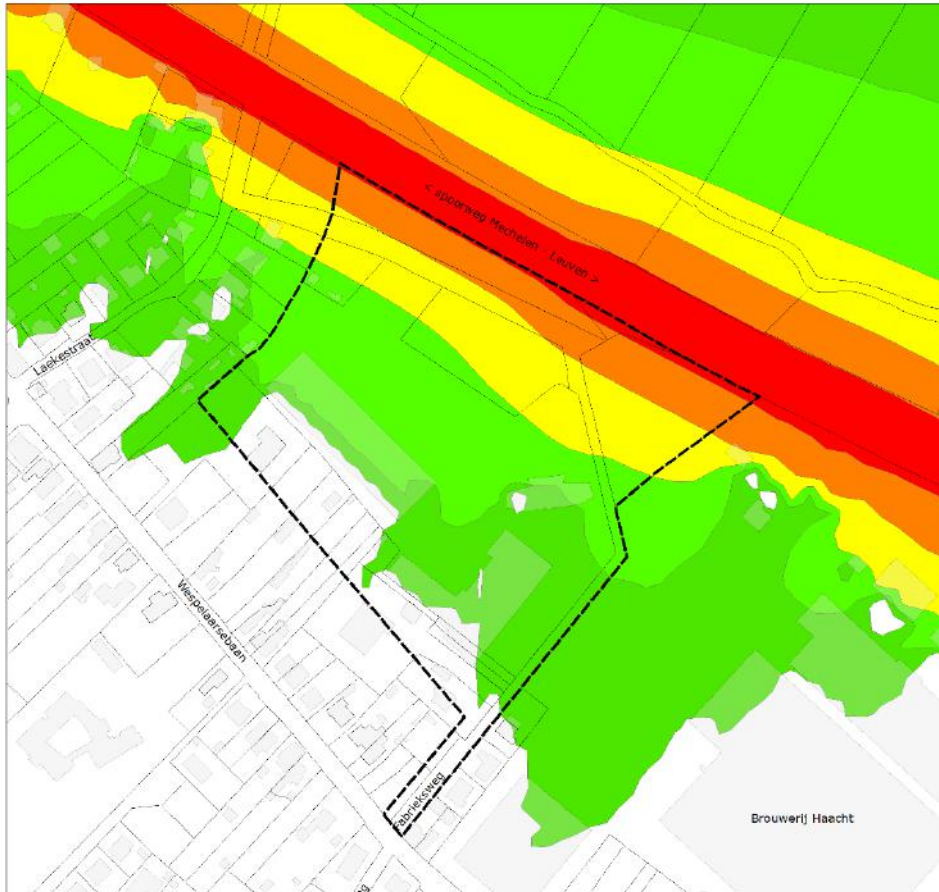 < spoorweg Mechelen - Leuven >
Laekestraat
Wespelaarsebaan
Fabrieksweg
Brouwerij Haacht